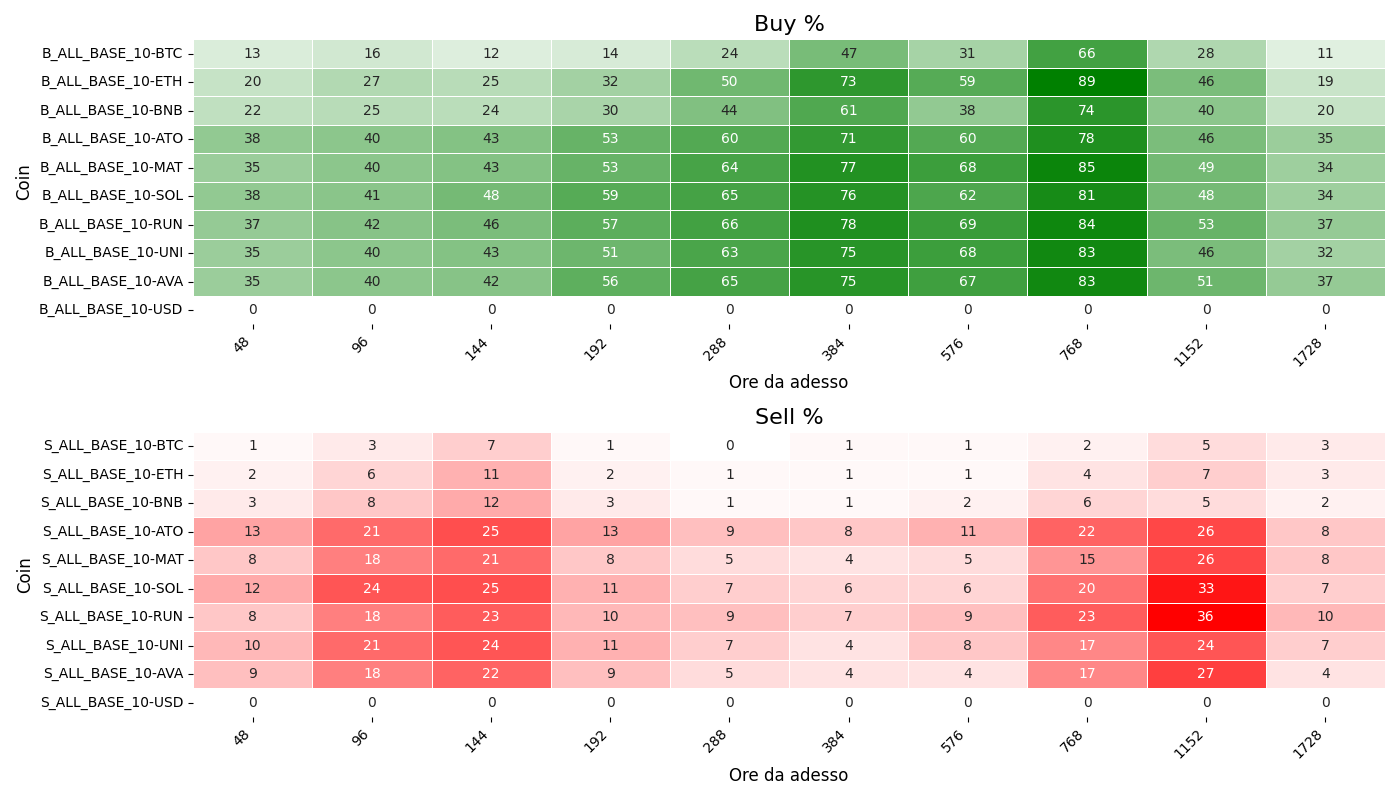 Buy %
Coin
B_ALL_BASE_10-BTC 13 16 12 14 24 47 31 66 28 11
B_ALL_BASE_10-ETH 20 27 25 32 50 73 59 89 46 19
B_ALL_BASE_10-BNB 22 25 24 30 44 61 38 74 40 20
B_ALL_BASE_10-ATO 38 40 43 53 60 71 60 78 46 35
B_ALL_BASE_10-MAT 35 40 43 53 64 77 68 85 49 34
B_ALL_BASE_10-SOL 38 41 48 59 65 76 62 81 48 34
B_ALL_BASE_10-RUN 37 42 46 57 66 78 69 84 53 37
B_ALL_BASE_10-UNI 35 40 43 51 63 75 68 83 46 32
B_ALL_BASE_10-AVA 35 40 42 56 65 75 67 83 51 37
B_ALL_BASE_10-USD 0 0 0 0 0 0 0 0 0 0
48 96 144 192 288 384 576 768 1152 1728
Ore da adesso
Sell %
Coin
S_ALL_BASE_10-BTC 1 3 7 1 0 1 1 2 5 3
S_ALL_BASE_10-ETH 2 6 11 2 1 1 1 4 7 3
S_ALL_BASE_10-BNB 3 8 12 3 1 1 2 6 5 2
S_ALL_BASE_10-ATO 13 21 25 13 9 8 11 22 26 8
S_ALL_BASE_10-MAT 8 18 21 8 5 4 5 15 26 8
S_ALL_BASE_10-SOL 12 24 25 11 7 6 6 20 33 7
S_ALL_BASE_10-RUN 8 18 23 10 9 7 9 23 36 10
S_ALL_BASE_10-UNI 10 21 24 11 7 4 8 17 24 7
S_ALL_BASE_10-AVA 9 18 22 9 5 4 4 17 27 4
S_ALL_BASE_10-USD 0 0 0 0 0 0 0 0 0 0
48 96 144 192 288 384 576 768 1152 1728
Ore da adesso